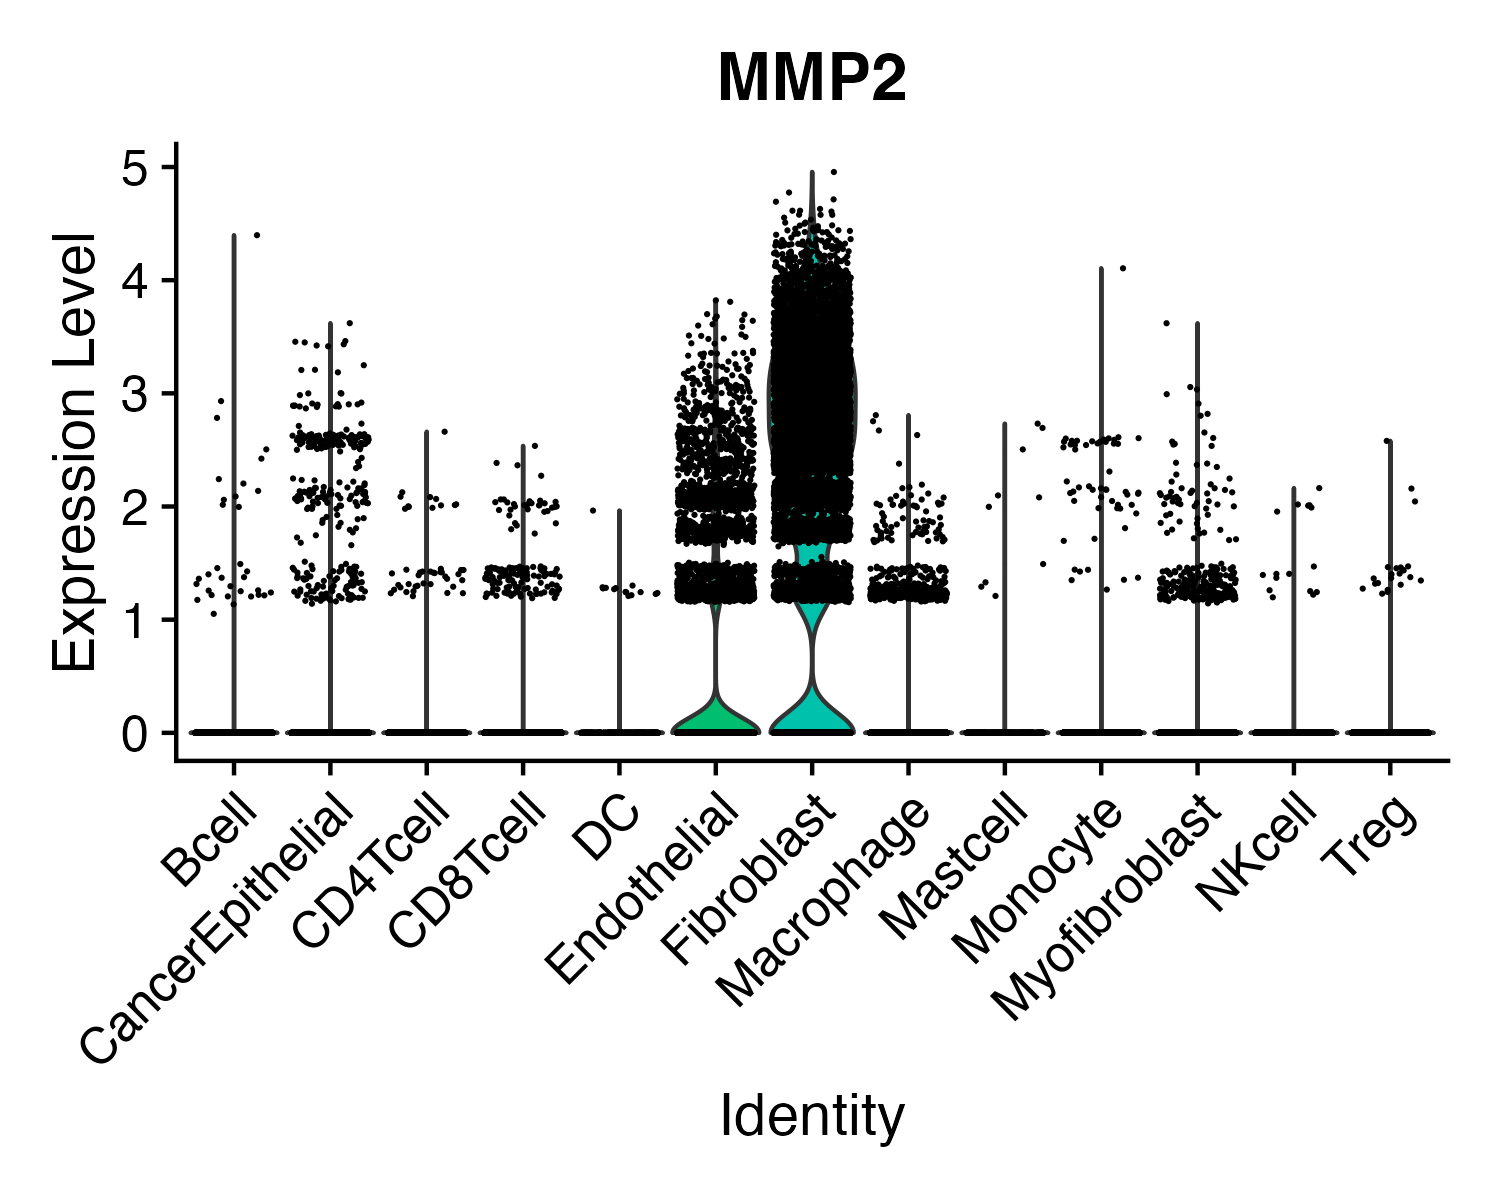 MMP2
Expression Level
5
4
3
2
1
0
Bcell
CancerEpithelial
CD4Tcell
CD8Tcell
DC
Endothelial
Fibroblast
Macrophage
Mastcell
Monocyte
Myofibroblast
NKcell
Treg
Identity